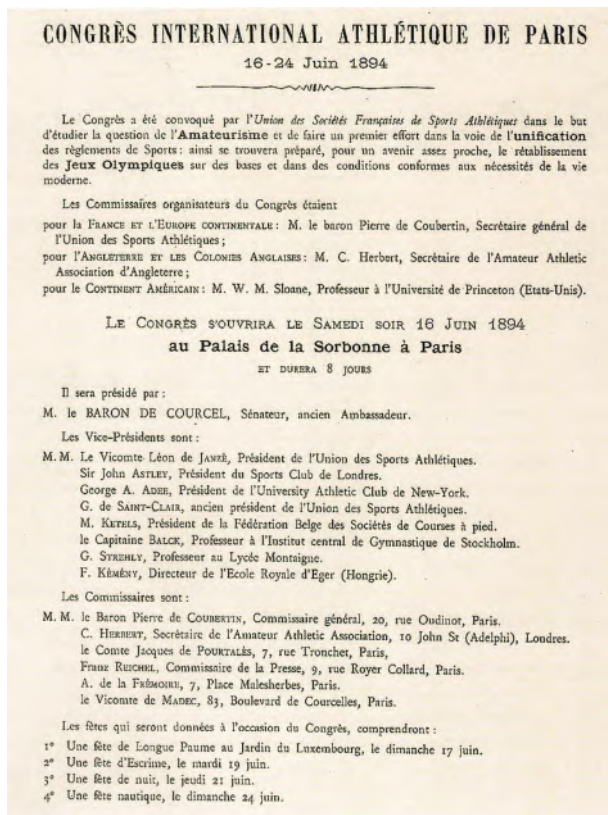 CONGRÈS INTERNATIONAL ATHLÉTIQUE DE PARIS
16-24 Juin 1894
Le Congrès a été convoqué par l'Union des Sociétés Françaises de Sports Athlétiques dans le but
d'étudier la question de l'Amateurisme et de faire un premier effort dans la voie de l'unification
des règlements de Sports : ainsi se trouvera préparé, pour un avenir assez proche, le rétablissement
des Jeux Olympiques sur des bases et dans des conditions conformes aux nécessités de la vie
moderne.
Les Commissaires organisateurs du Congrès étaient
pour la FRANCE ET L'EUROPE CONTINENTALE : M. le baron Pierre de Coubertin, Secrétaire général de
l'Union des Sports Athlétiques ;
pour l'ANGLETERRE ET LES COLONIES ANGLAISES : M. C. Herbert, Secrétaire de l'Amateur Athletic
Association d'Angleterre ;
pour le CONTINENT AMÉRICAIN : M. W. M. Sloane, Professeur à l'Université de Princeton (Etats-Unis).
LE CONGRÈS S'OUVRIRA LE SAMEDI SOIR 16 JUIN 1894
au Palais de la Sorbonne à Paris
ET DURERA 8 JOURS
Il sera présidé par :
M. le BARON DE COURCEL, Sénateur, ancien Ambassadeur.
Les Vice-Présidents sont :
M. M. Le Vicomte Léon de JANZÉ, Président de l'Union des Sports Athlétiques.
Sir John ASTLEY, Président du Sports Club de Londres.
George A. ADEE, Président de l'University Athletic Club de New-York.
G. de SAINT-CLAIR, ancien président de l'Union des Sports Athlétiques.
M. KETELS, Président de la Fédération Belge des Sociétés de Courses à pied.
le Capitaine BALCK, Professeur à l'Institut central de Gymnastique de Stockholm.
G. STREHLY, Professeur au Lycée Montaigne.
F. KÉMÉNY, Directeur de l'Ecole Royale d'Eger (Hongrie).
Les Commissaires sont :
M. M. le Baron Pierre de COUBERTIN, Commissaire général, 20, rue Oudinot, Paris.
C. HERBERT, Secrétaire de l'Amateur Athletic Association, 10 John St (Adelphi), Londres.
le Comte Jacques de POURTALÈS, 7, rue Tronchet, Paris,
Franz REICHEL, Commissaire de la Presse, 9, rue Royer Collard, Paris.
A. de la FRÉMOIRE, 7, Place Malesherbes, Paris.
le Vicomte de MADEC, 83, Boulevard de Courcelles, Paris.
Les fêtes qui seront données à l'occasion du Congrès, comprendront :
1° Une fête de Longue Paume au Jardin du Luxembourg, le dimanche 17 juin.
2° Une fête d'Escrime, le mardi 19 juin.
3° Une fête de nuit, le jeudi 21 juin.
4° Une fête nautique, le dimanche 24 juin.